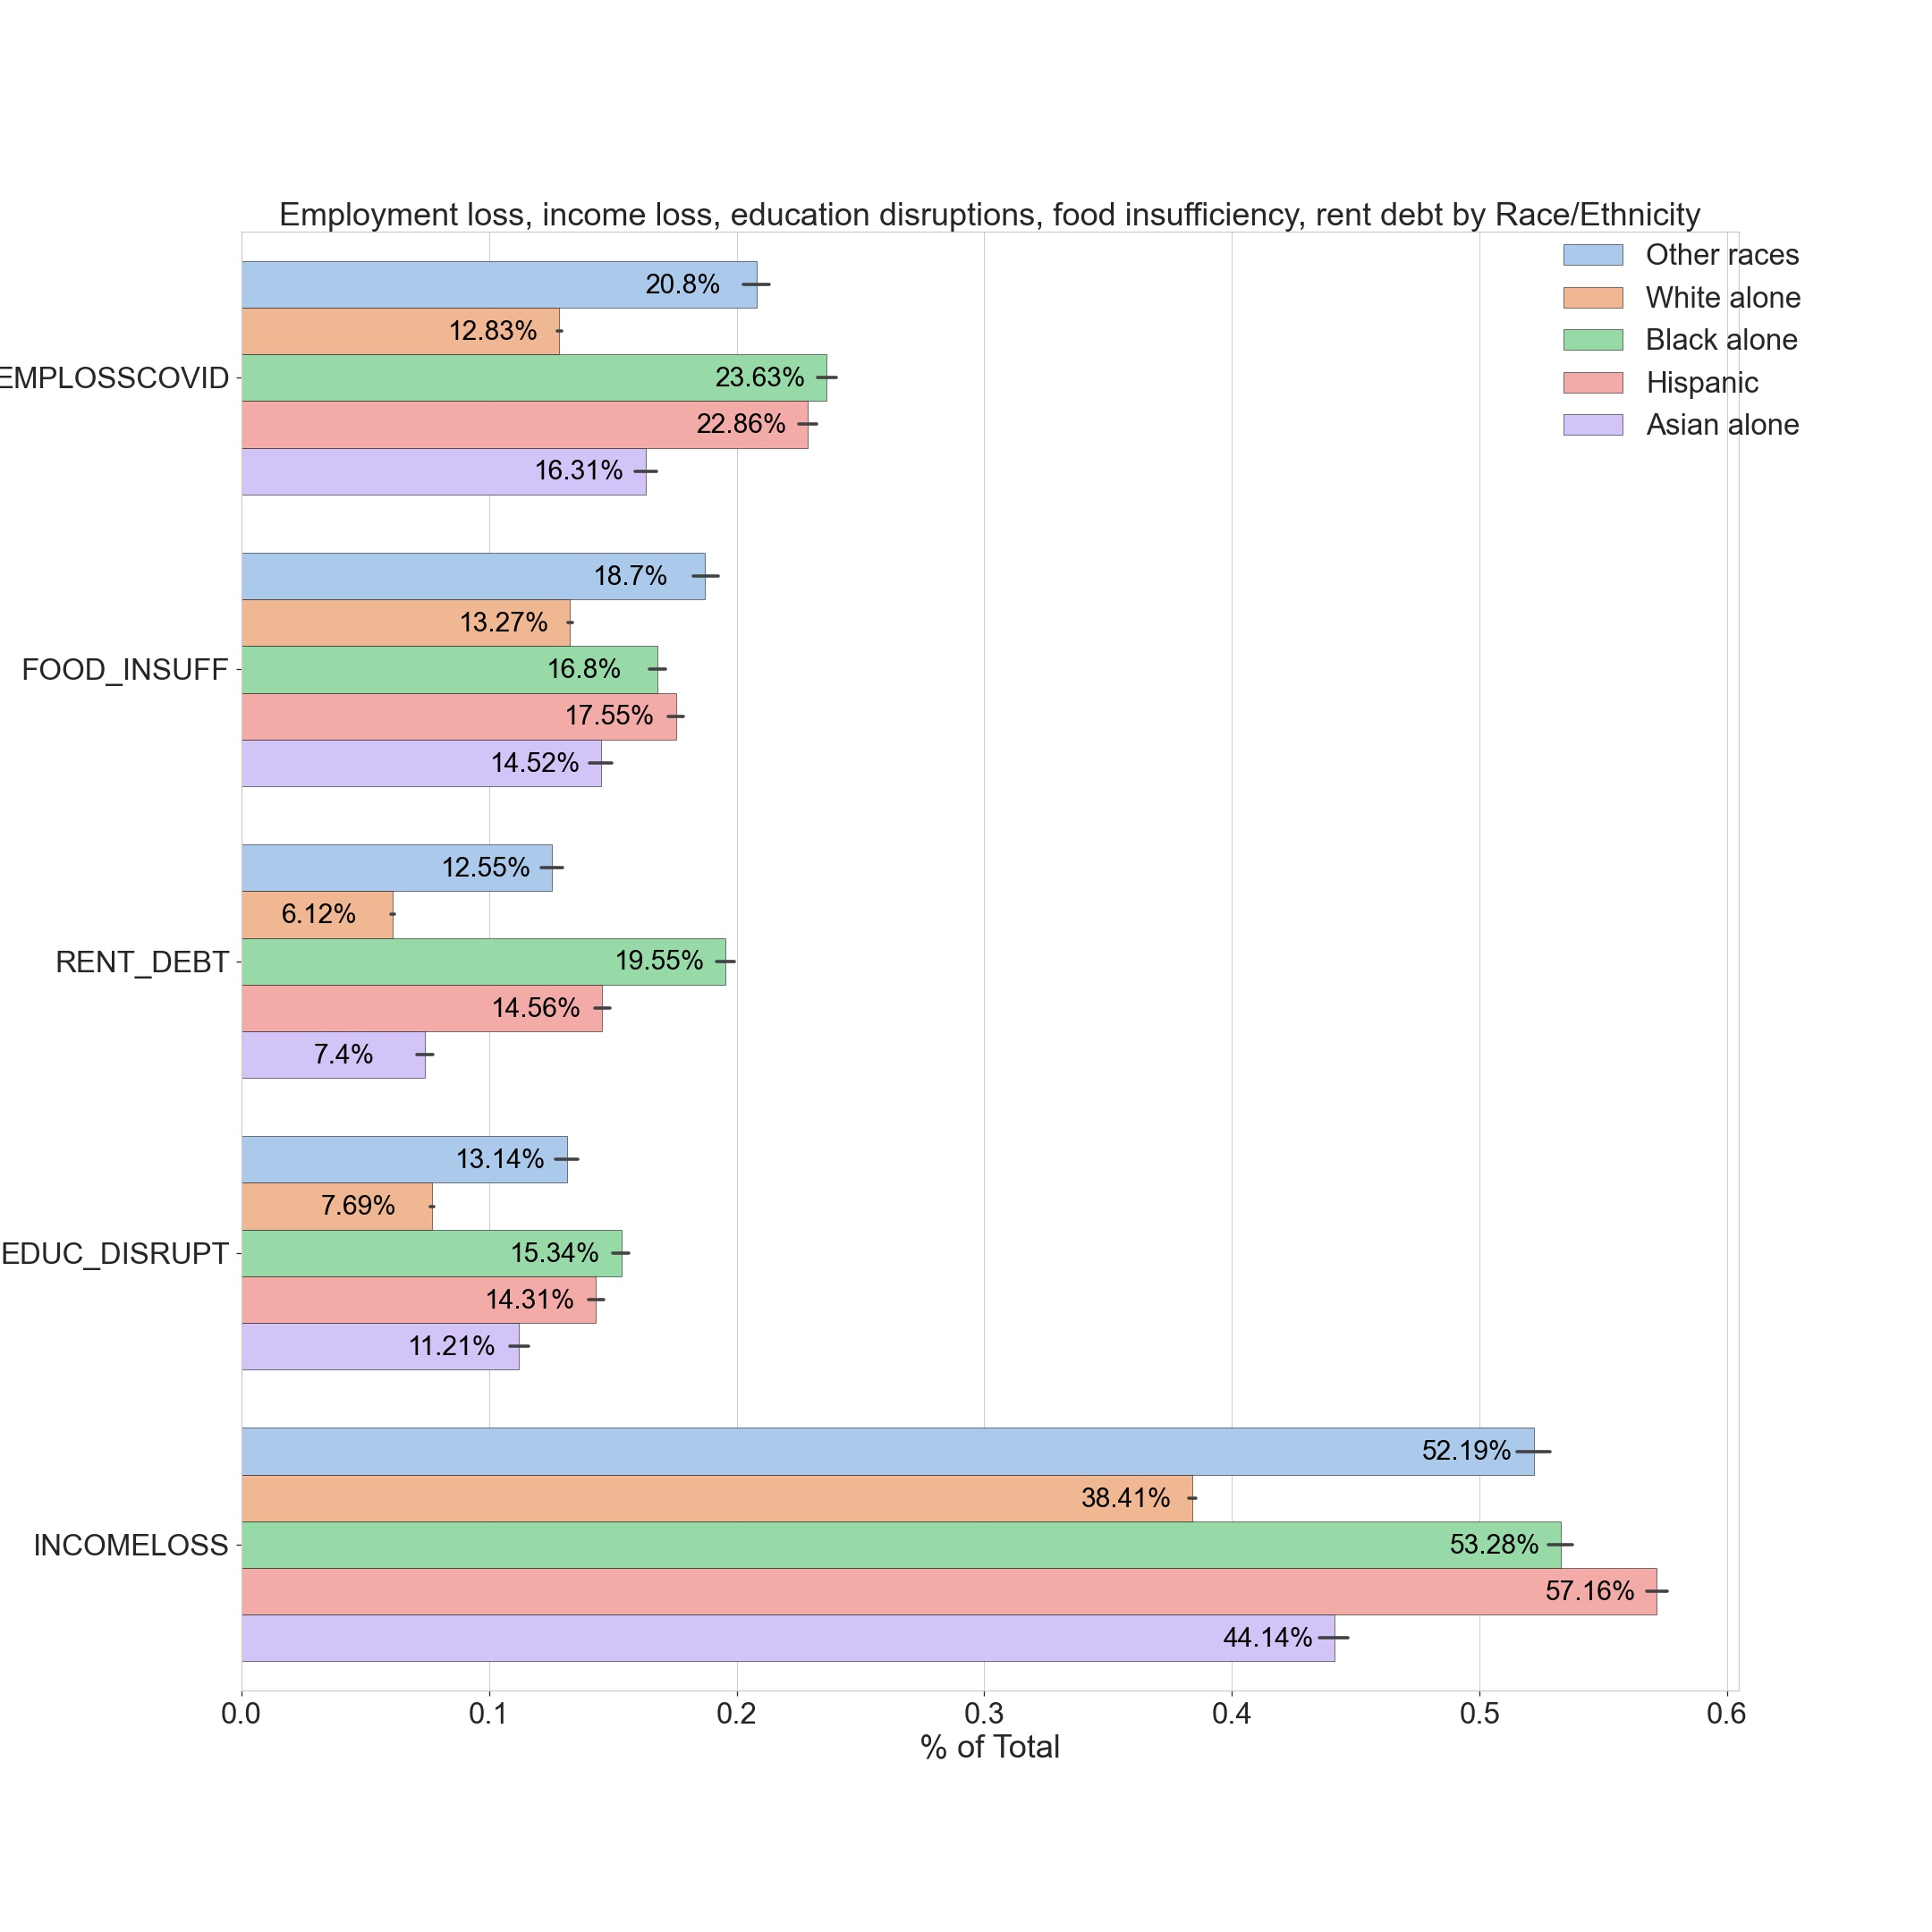 Employment loss, income loss, education disruptions, food insufficiency, rent debt by Race/Ethnicity
Other races
White alone
Black alone
Hispanic
Asian alone
EMPLOSSCOVID
20.8%
12.83%
23.63%
22.86%
16.31%
FOOD_INSUFF
18.7%
13.27%
16.8%
17.55%
14.52%
RENT_DEBT
12.55%
6.12%
19.55%
14.56%
7.4%
EDUC_DISRUPT
13.14%
7.69%
15.34%
14.31%
11.21%
INCOMELOSS
52.19%
38.41%
53.28%
57.16%
44.14%
0.0 0.1 0.2 0.3 0.4 0.5 0.6
% of Total